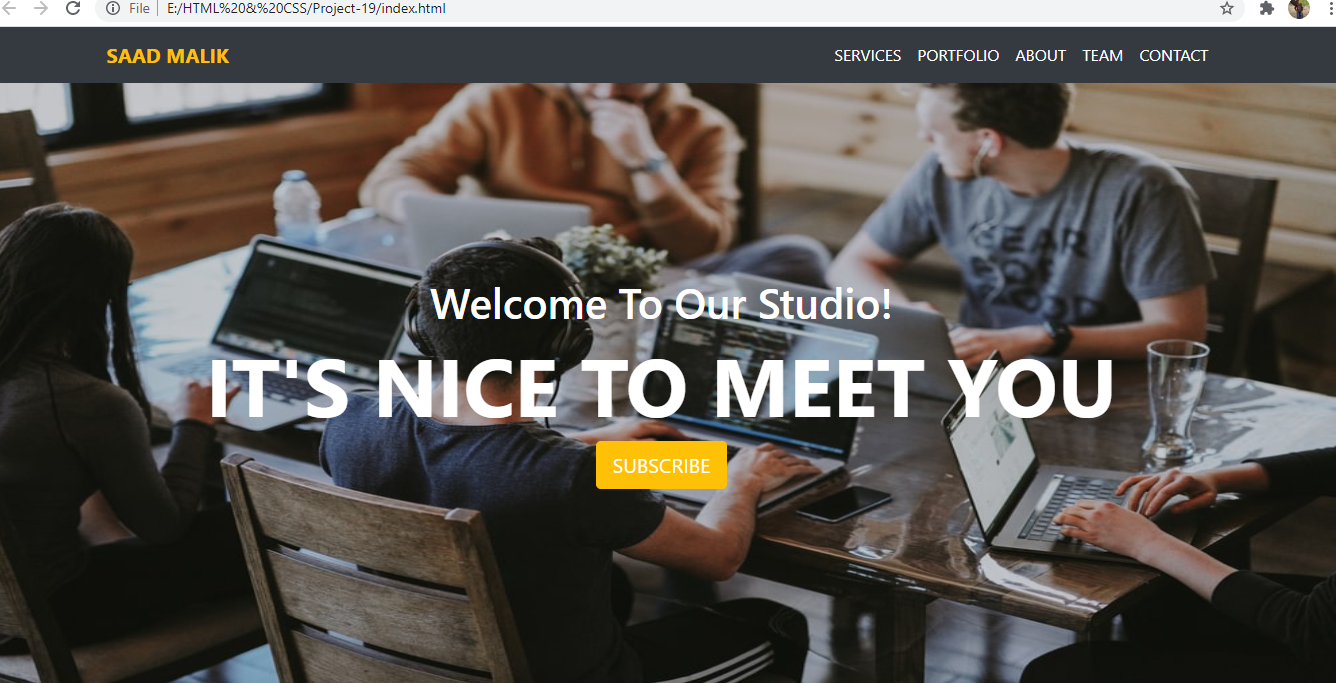 File
E:/HTML%20&%20CSS/Project-19/index.html
SAAD MALIK
SERVICES PORTFOLIO ABOUT TEAM CONTACT
Welcome To Our Studio!
IT'S NICE TO MEET YOU
SUBSCRIBE